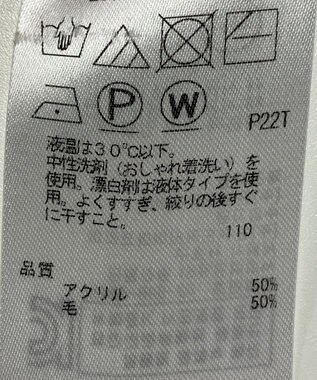 P
W
P22T
液温は30℃以下。
中性洗剤（おしゃれ着洗い）を
使用。漂白剤は液体タイプを使
用。よくすすぎ、絞りの後すぐ
に干すこと。
110
品質
アクリル 50%
毛 50%